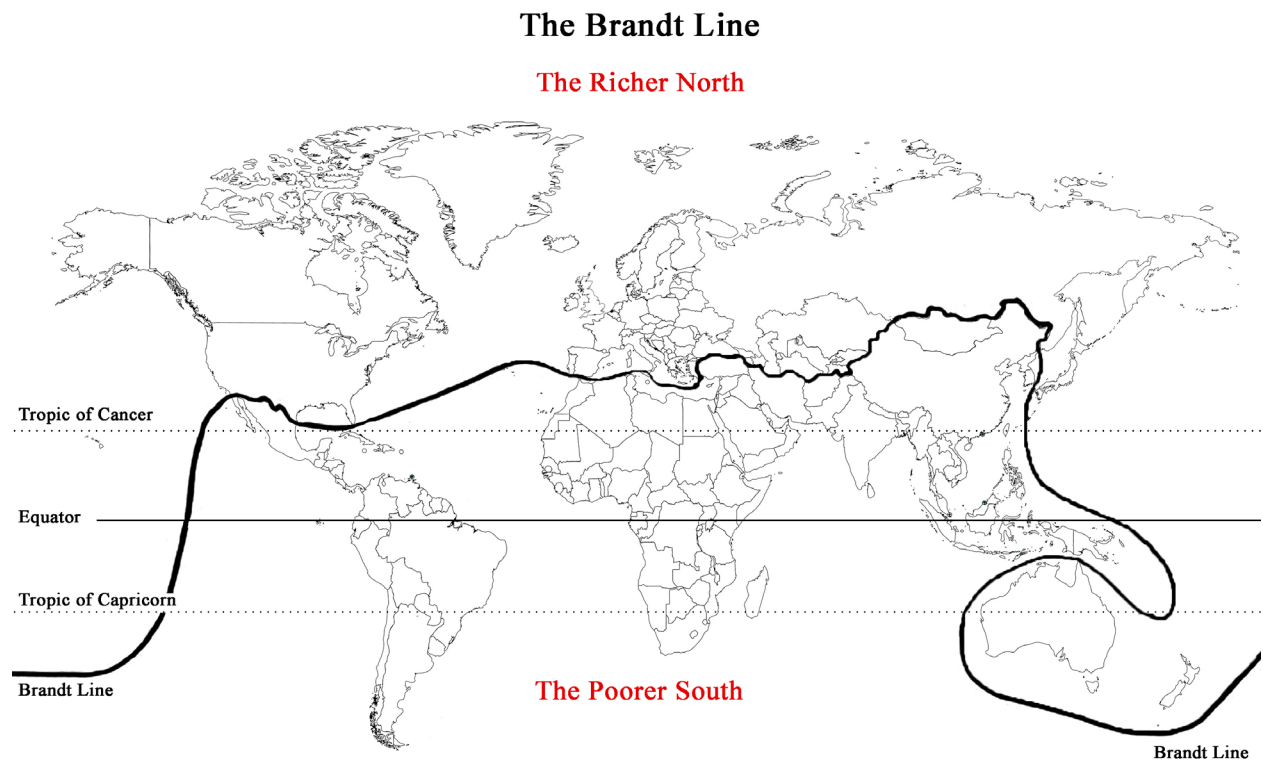 The Brandt Line
The Richer North
Tropic of Cancer
Equator
Tropic of Capricorn
Brandt Line
The Poorer South
Brandt Line